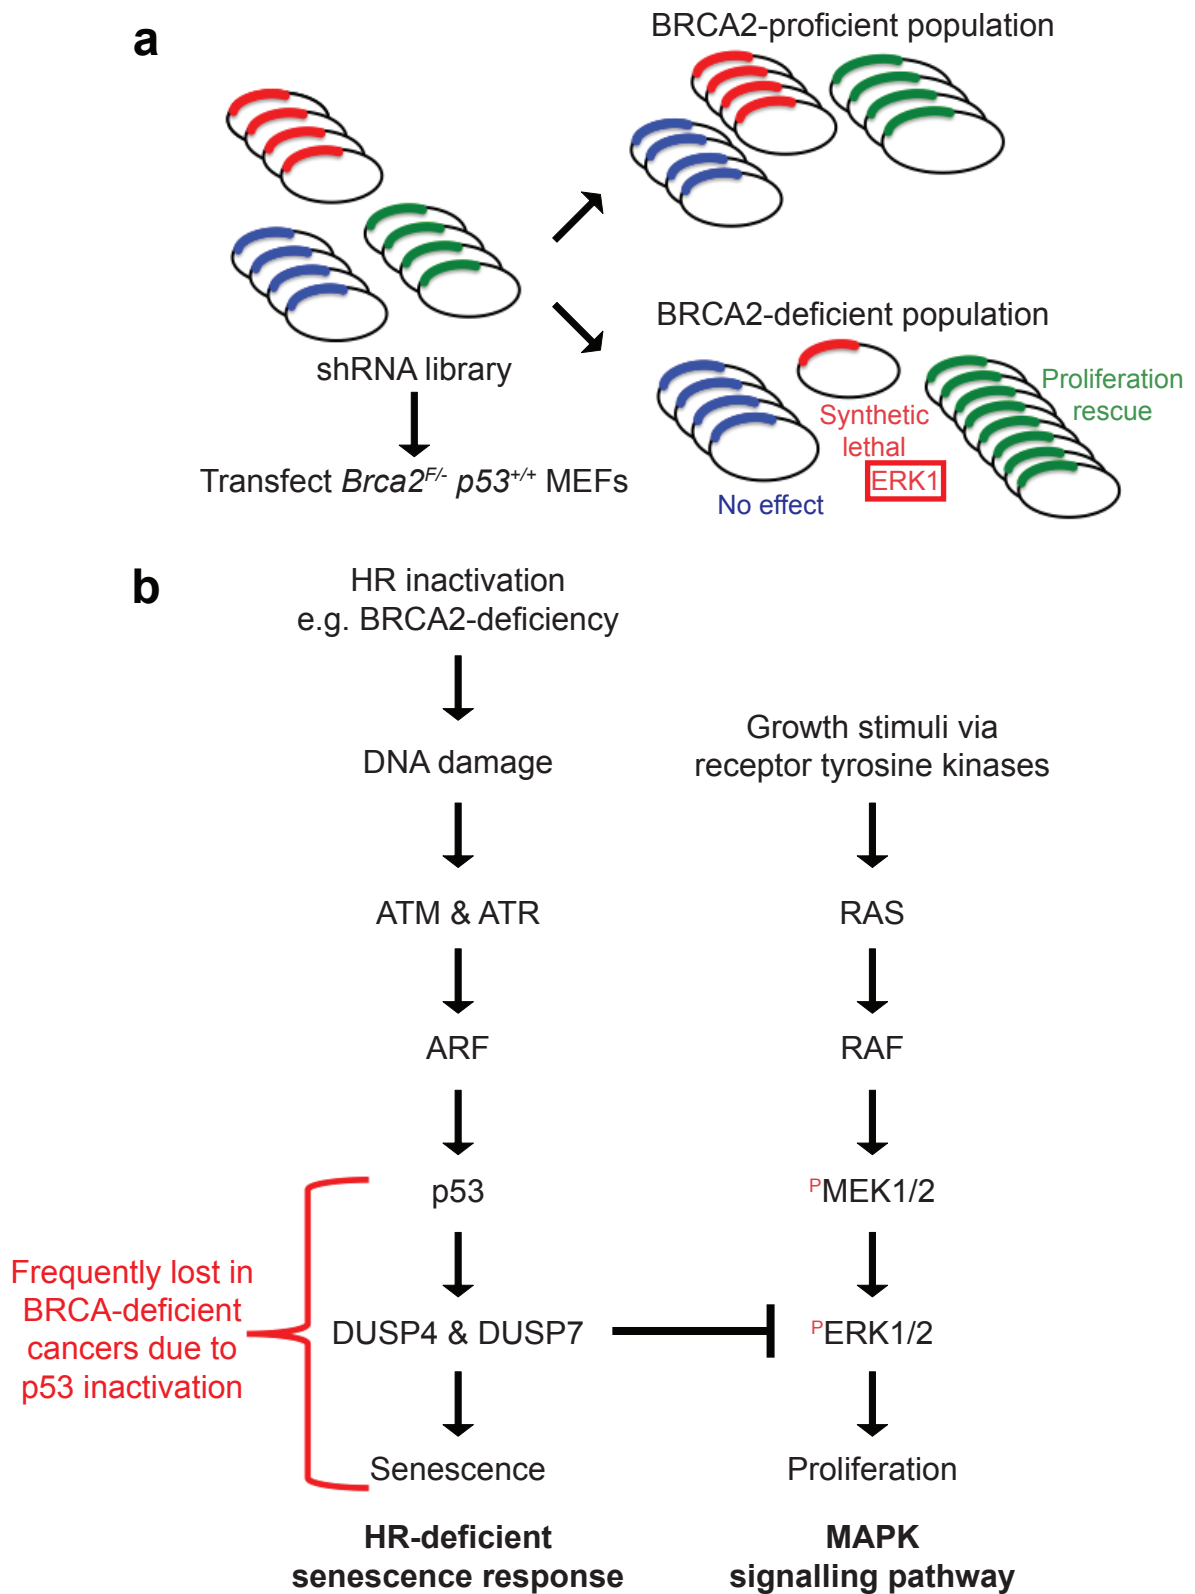 a
BRCA2-proficient population
shRNA library
Transfect Brca2F/- p53+/+ MEFs
BRCA2-deficient population
Proliferation
rescue
Synthetic
lethal
ERK1
No effect
b
HR inactivation
e.g. BRCA2-deficiency
DNA damage
ATM & ATR
ARF
p53
DUSP4 & DUSP7
Senescence
HR-deficient
senescence response
Frequently lost in
BRCA-deficient
cancers due to
p53 inactivation
Growth stimuli via
receptor tyrosine kinases
RAS
RAF
PMEK1/2
PERK1/2
Proliferation
MAPK
signalling pathway